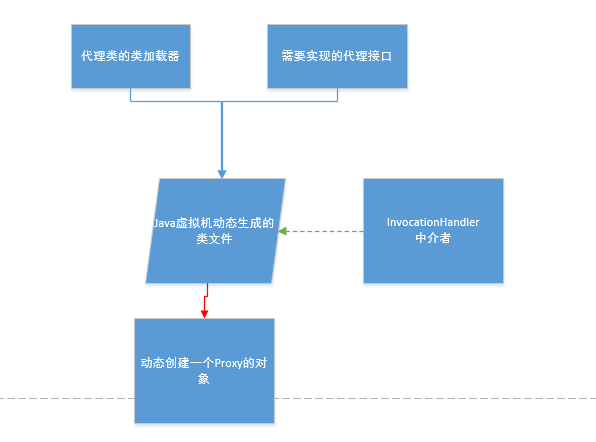 代理类的类加载器
需要实现的代理接口
Java虚拟机动态生成的
类文件
InvocationHandler
中介者
动态创建一个Proxy的对
象